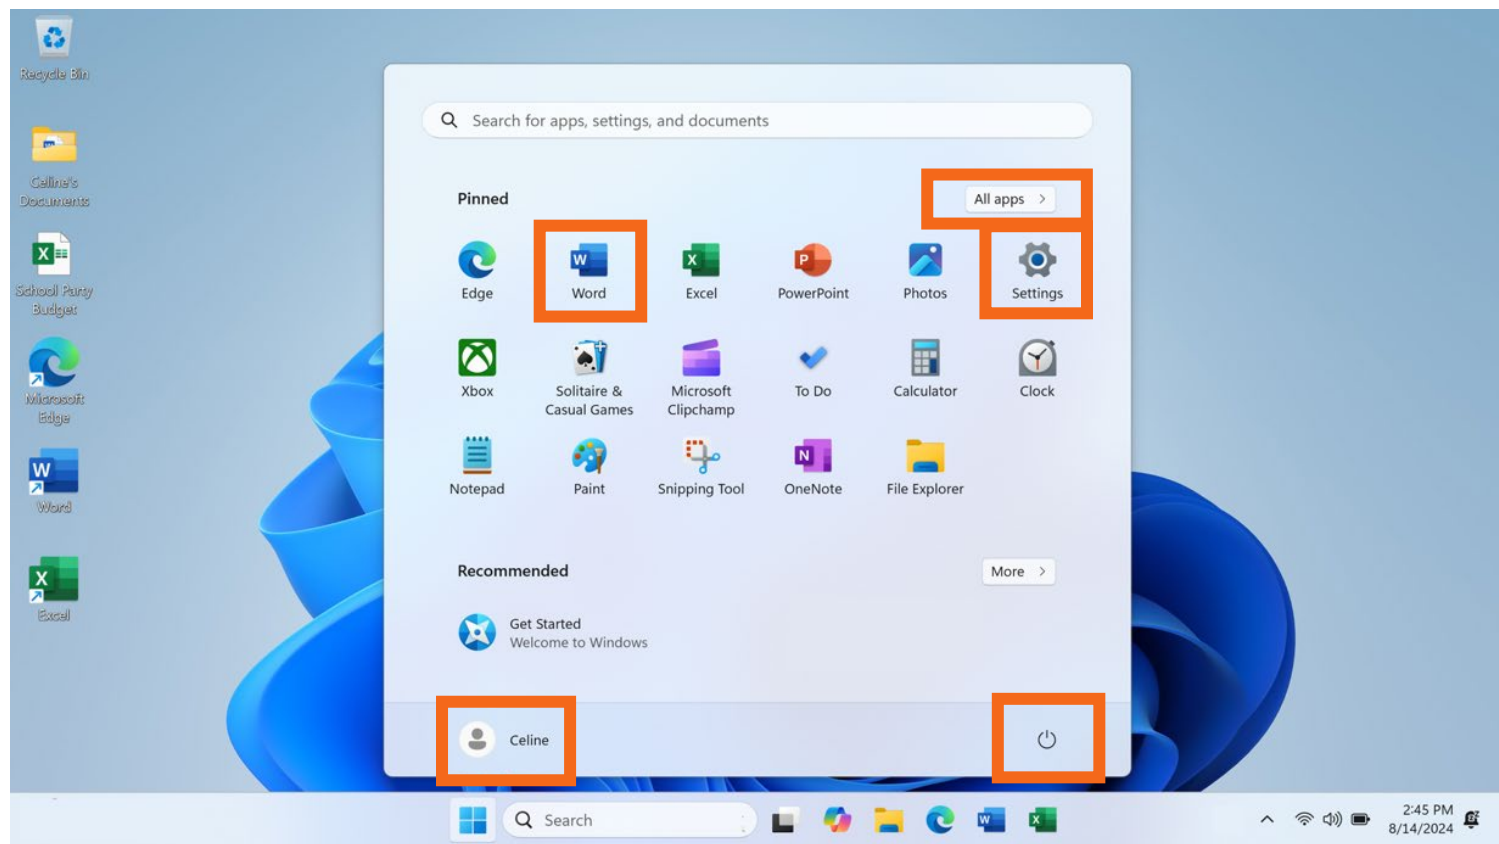 Recycle Bin
Celine's
Documents
School Party
Budget
Microsoft
Edge
Word
Excel
Search for apps, settings, and documents
Pinned
All apps
Edge
Word
Excel
PowerPoint
Photos
Settings
Xbox
Solitaire &
Casual Games
Microsoft
Clipchamp
To Do
Calculator
Clock
Notepad
Paint
Snipping Tool
OneNote
File Explorer
Recommended
More
Get Started
Welcome to Windows
Celine
Search
2:45 PM
8/14/2024